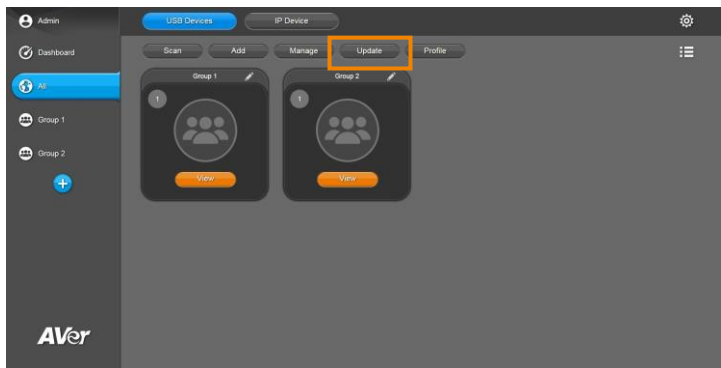 Admin
USB Devices
IP Device
Dashboard
Scan
Add
Manage
Update
Profile
All
Group 1
Group 2
1
1
View
View
Group 1
Group 2
AVer